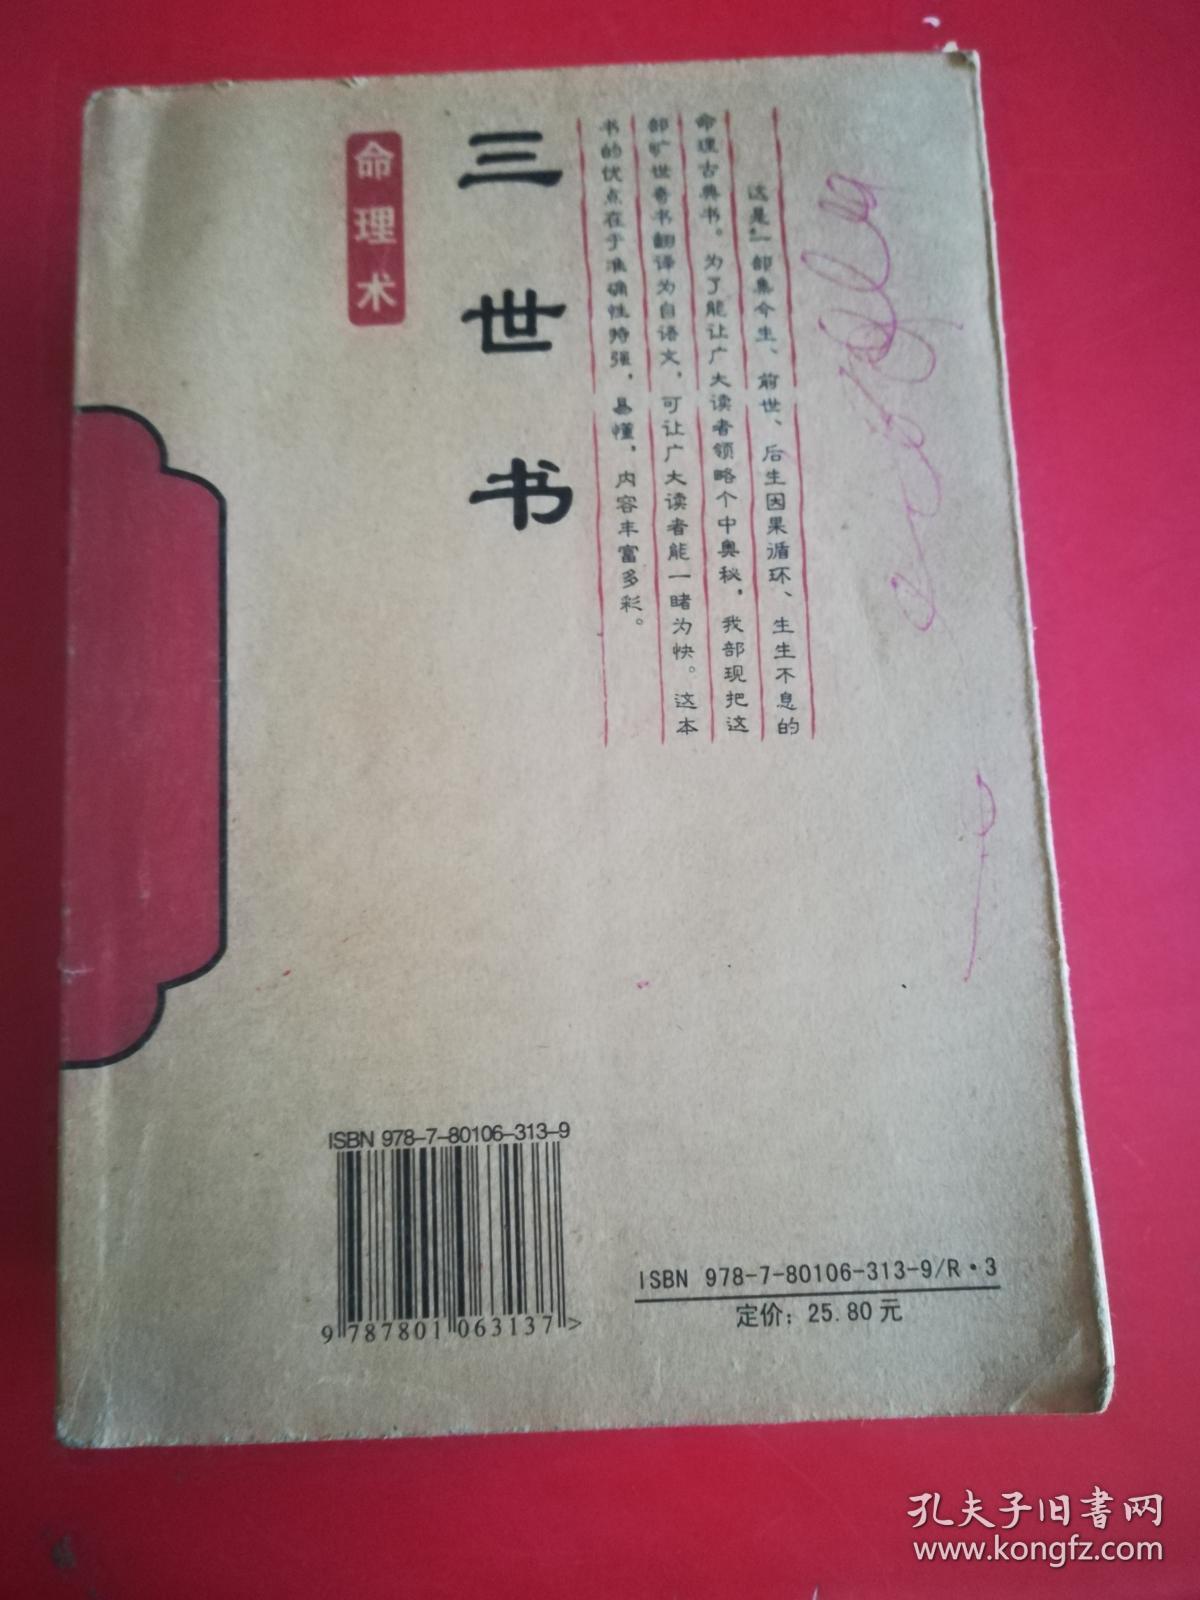 这是一部集今生、前世、后生因果循环、生生不息的
命理古典书。为了能让广大读者领略个中奥秘，我部现把这
部旷世奇书翻译为白语文，可让广大读者能一睹为快。这本
书的优点在于准确性特强，易懂，内容丰富多彩。
三世书
命理术
ISBN 978-7-80106-313-9
9 787801 063137 >
ISBN 978-7-80106-313-9/R·3
定价：25.80元
孔夫子旧书网
www.kongfz.com